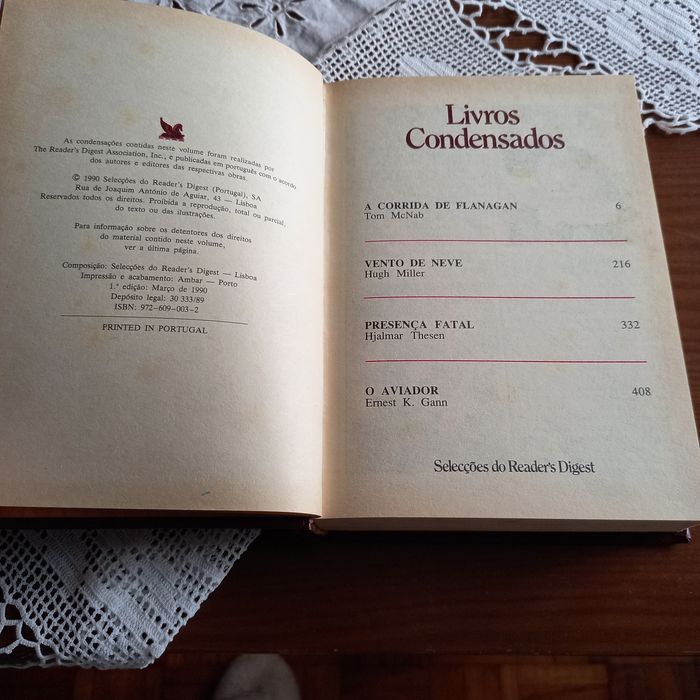 As condensações contidas neste volume foram realizadas por
The Reader's Digest Association, Inc., e publicadas em português com o acordo
dos autores e editores das respectivas obras.
© 1990 Selecções do Reader's Digest (Portugal), SA
Rua de Joaquim António de Aguiar, 43 — Lisboa
Reservados todos os direitos. Proibida a reprodução, total ou parcial,
do texto ou das ilustrações.
Para informação sobre os detentores dos direitos
do material contido neste volume,
ver a última página.
Composição: Selecções do Reader's Digest — Lisboa
Impressão e acabamento: Ambar — Porto
1.ª edição: Março de 1990
Depósito legal: 30 333/89
ISBN: 972-609-003-2
PRINTED IN PORTUGAL
Livros
Condensados
A CORRIDA DE FLANAGAN 6
Tom McNab
VENTO DE NEVE 216
Hugh Miller
PRESENÇA FATAL 332
Hjalmar Thesen
O AVIADOR 408
Ernest K. Gann
Selecções do Reader's Digest